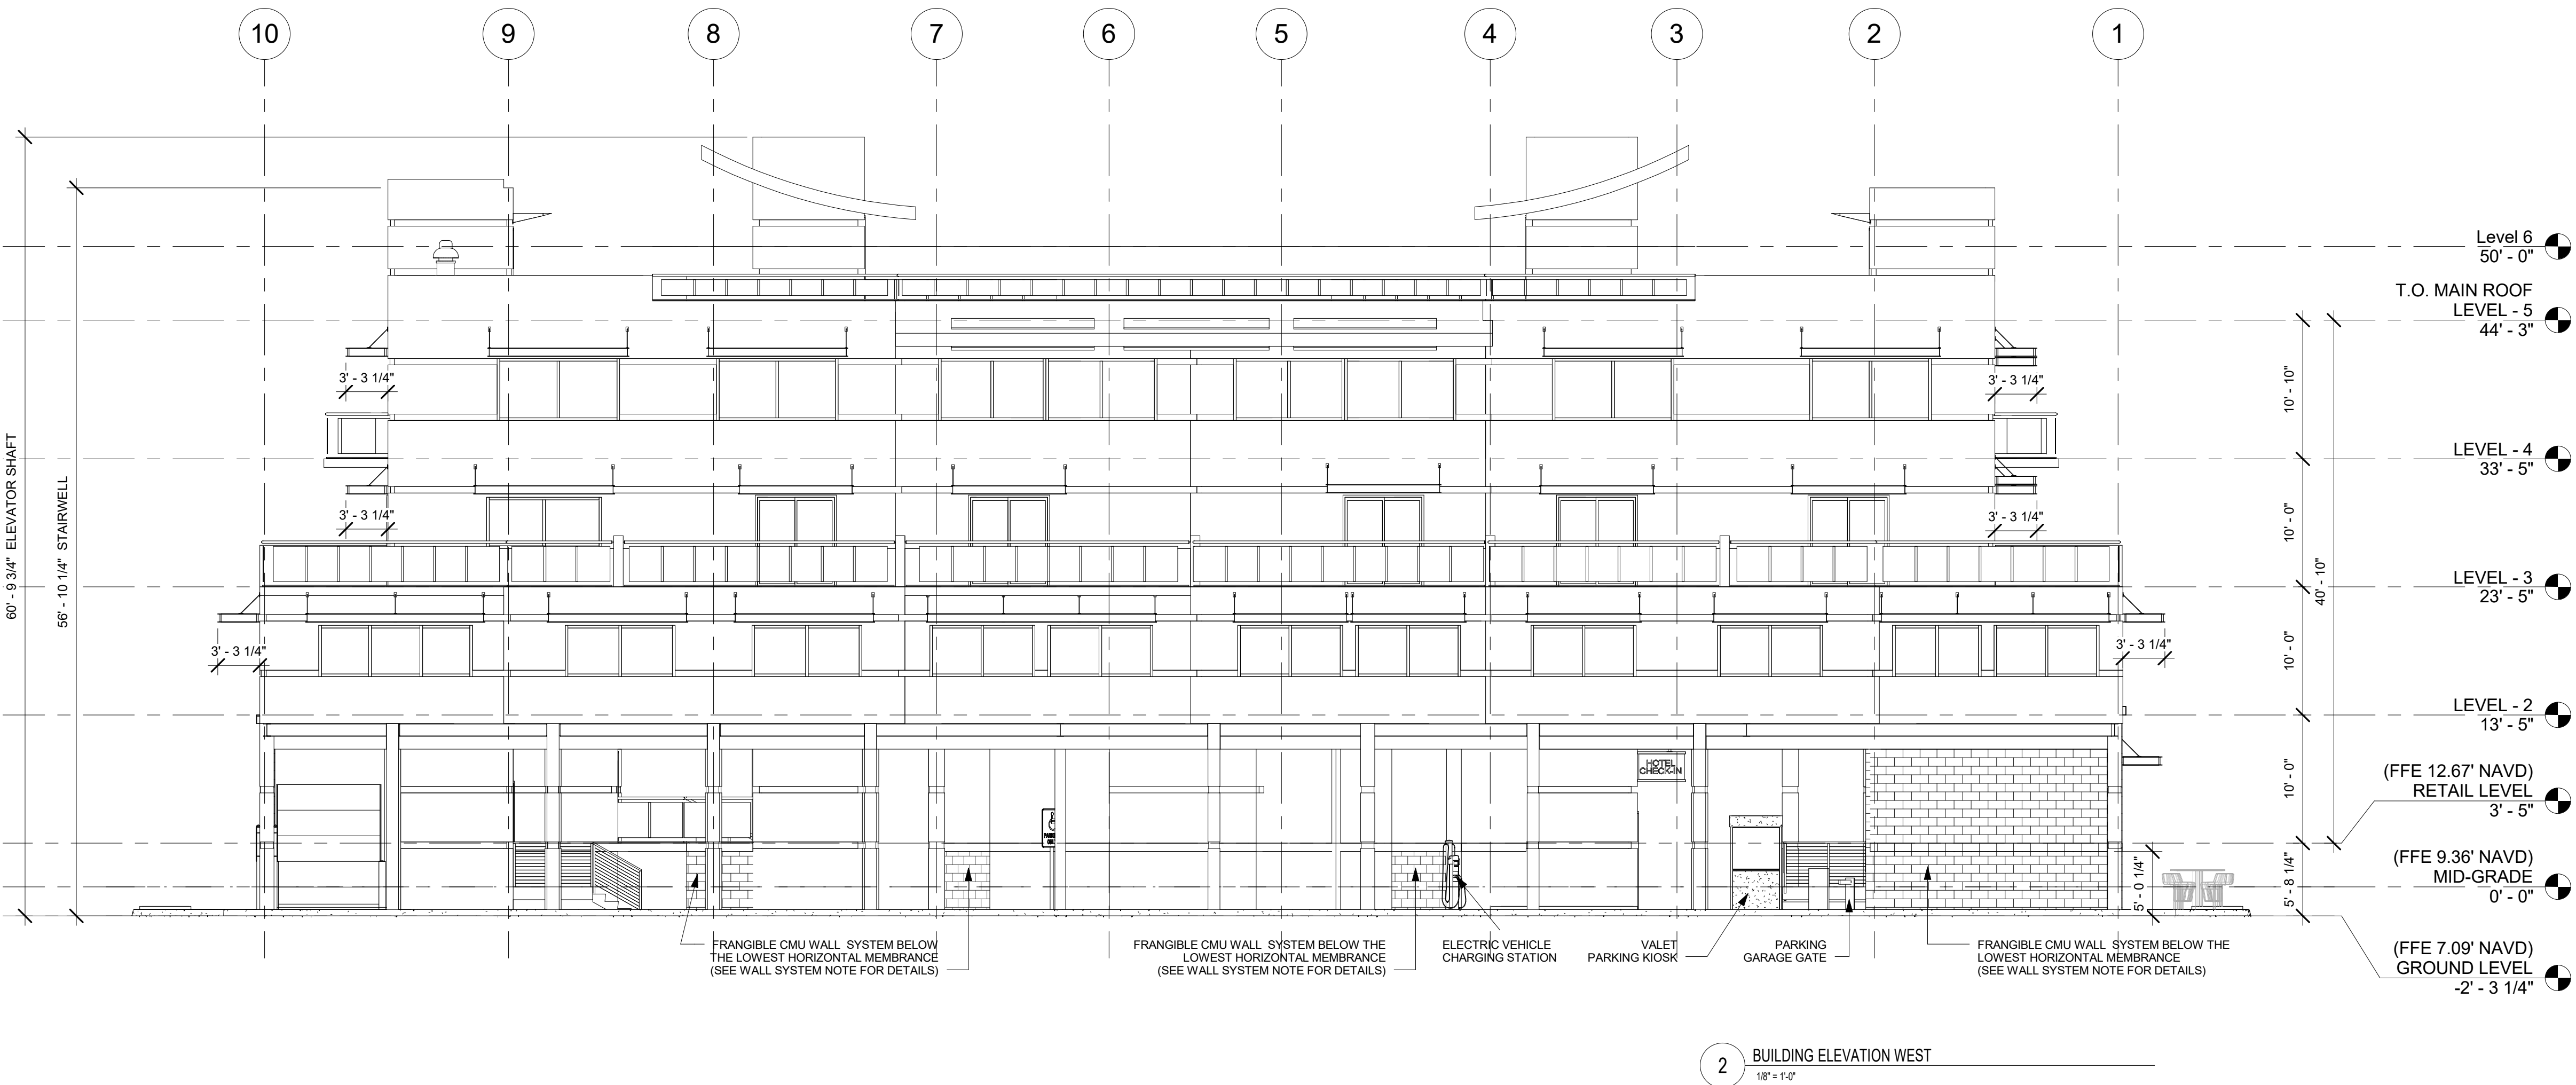 10
9
8
7
6
5
4
3
2
1
Level 6
50' - 0"
T.O. MAIN ROOF
LEVEL - 5
44' - 3"
3' - 3 1/4"
3' - 3 1/4"
10' - 10"
60' - 9 3/4" ELEVATOR SHAFT
56' - 10 1/4" STAIRWELL
LEVEL - 4
33' - 5"
3' - 3 1/4"
3' - 3 1/4"
10' - 0"
40' - 10"
LEVEL - 3
23' - 5"
3' - 3 1/4"
3' - 3 1/4"
10' - 0"
LEVEL - 2
13' - 5"
HOTEL
CHECK-IN
10' - 0"
(FFE 12.67' NAVD)
RETAIL LEVEL
3' - 5"
(FFE 9.36' NAVD)
MID-GRADE
0' - 0"
5' - 0 1/4"
5' - 8 1/4"
FRANGIBLE CMU WALL SYSTEM BELOW
THE LOWEST HORIZONTAL MEMBRANCE
(SEE WALL SYSTEM NOTE FOR DETAILS)
FRANGIBLE CMU WALL SYSTEM BELOW THE
LOWEST HORIZONTAL MEMBRANCE
(SEE WALL SYSTEM NOTE FOR DETAILS)
ELECTRIC VEHICLE
CHARGING STATION
VALET
PARKING KIOSK
PARKING
GARAGE GATE
FRANGIBLE CMU WALL SYSTEM BELOW THE
LOWEST HORIZONTAL MEMBRANCE
(SEE WALL SYSTEM NOTE FOR DETAILS)
(FFE 7.09' NAVD)
GROUND LEVEL
-2' - 3 1/4"
2
BUILDING ELEVATION WEST
1/8" = 1'-0"